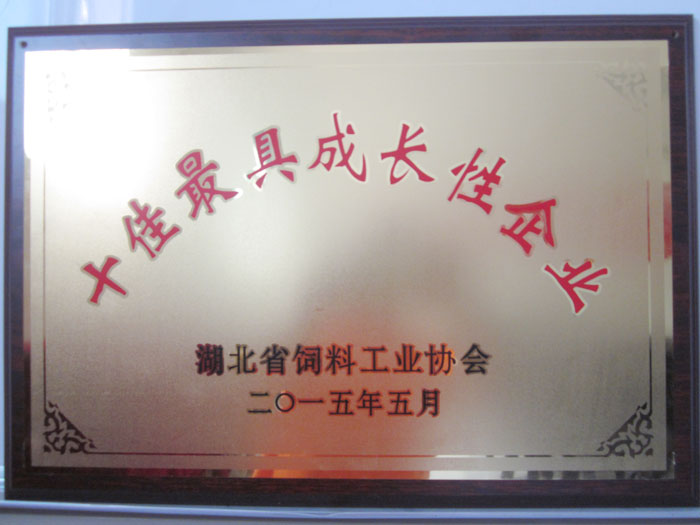 十佳最具成长性企业
湖北省饲料工业协会
二〇一五年五月